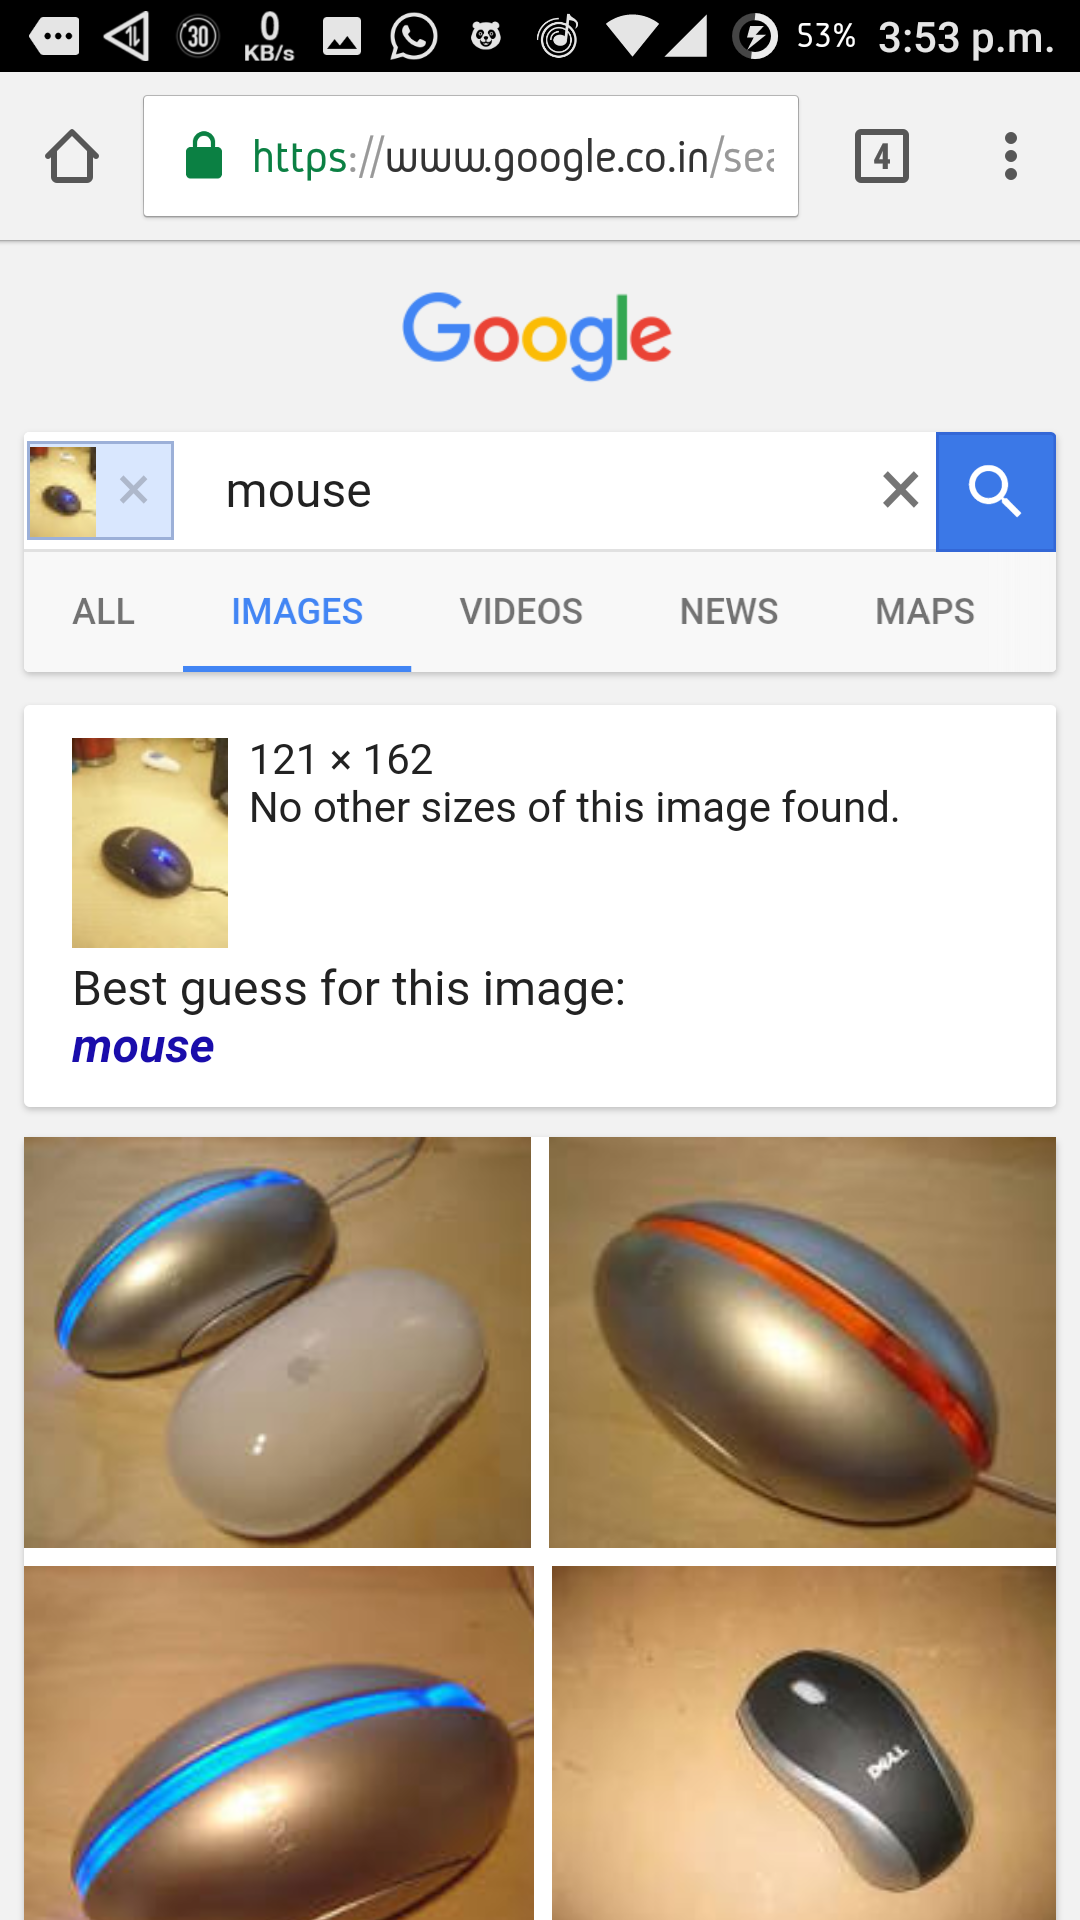 30
0
KB/s
53%
3:53 p.m.
https://www.google.co.in/sea
4
Google
mouse
ALL
IMAGES
VIDEOS
NEWS
MAPS
121 × 162
No other sizes of this image found.
Best guess for this image:
mouse
DELL